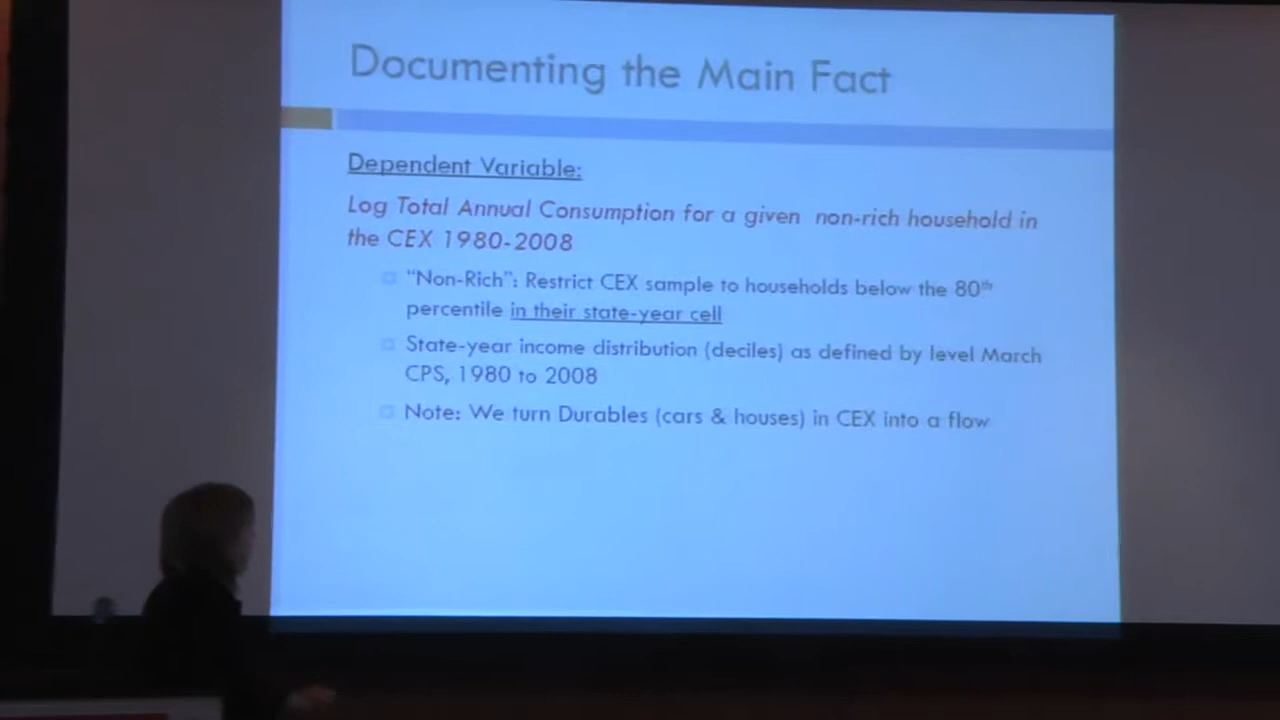 Documenting the Main Fact
Dependent Variable:
Log Total Annual Consumption for a given non-rich household in
the CEX 1980-2008
"Non-Rich": Restrict CEX sample to households below the 80th
percentile in their state-year cell
State-year income distribution (deciles) as defined by level March
CPS, 1980 to 2008
Note: We turn Durables (cars & houses) in CEX into a flow